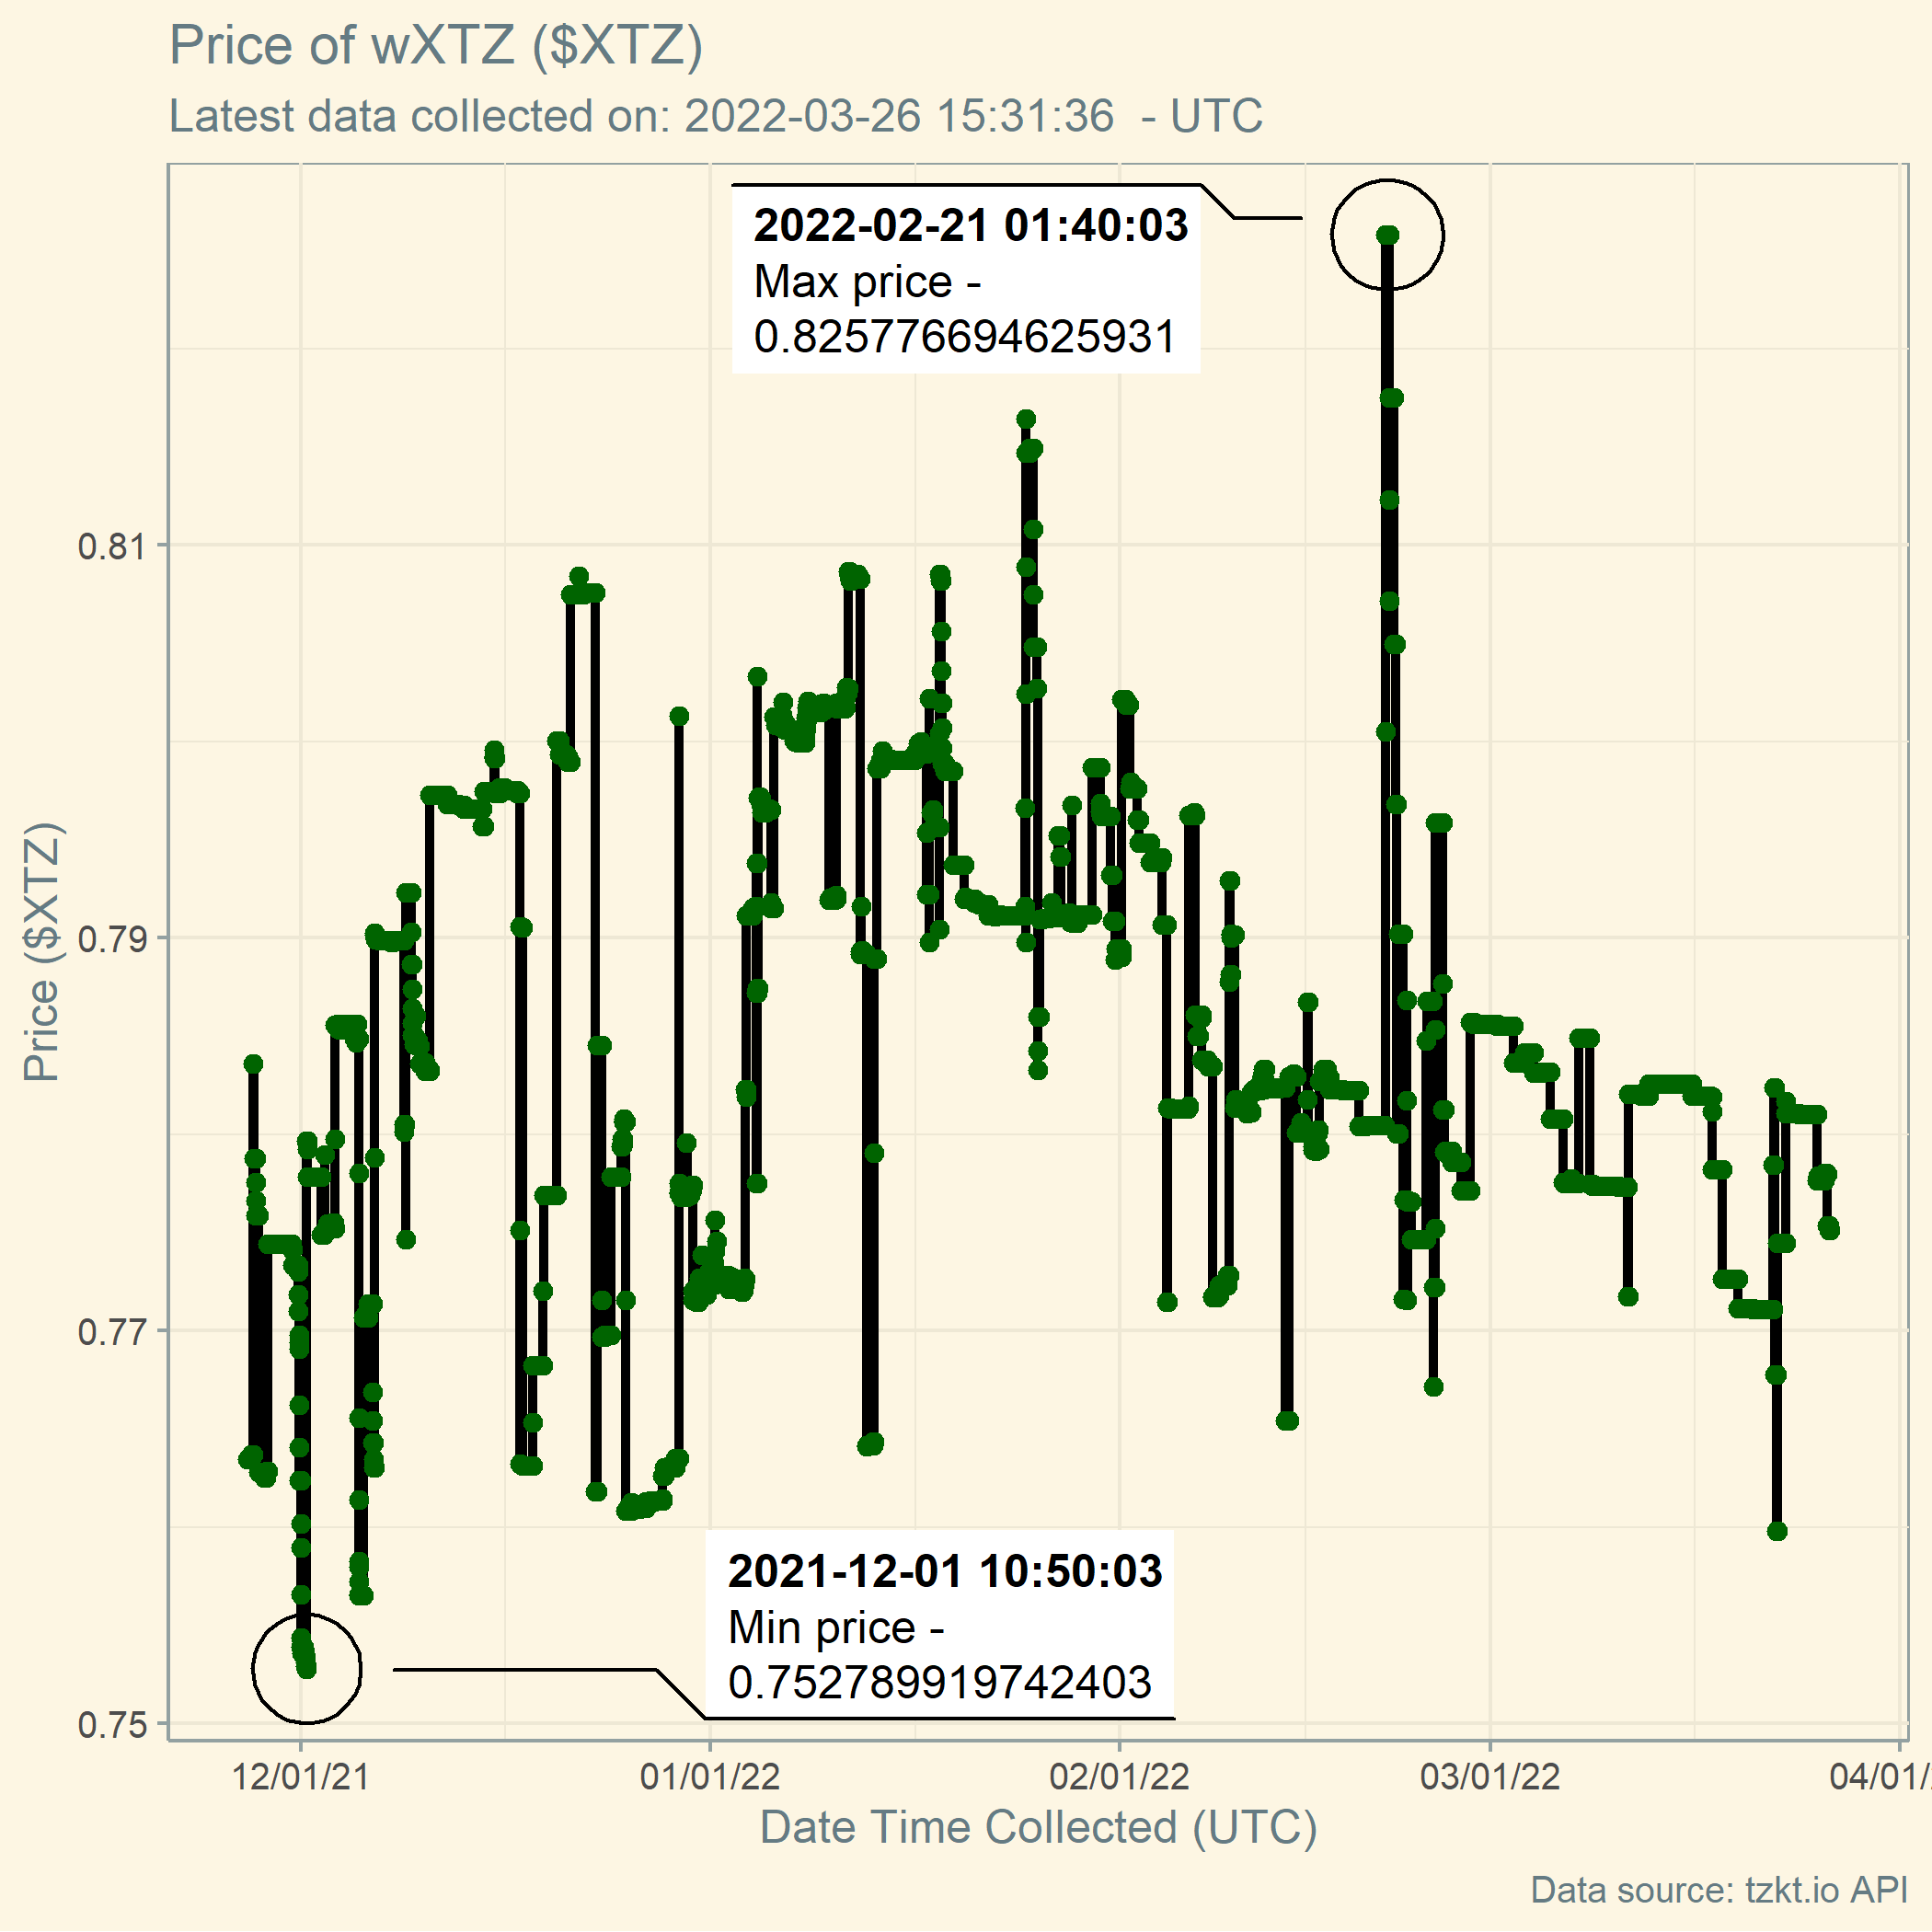 Price of wXTZ ($XTZ)
Latest data collected on: 2022-03-26 15:31:36 - UTC
2022-02-21 01:40:03
Max price -
0.825776694625931
0.81
0.79
0.77
0.75
Price ($XTZ)
2021-12-01 10:50:03
Min price -
0.752789919742403
12/01/21 01/01/22 02/01/22 03/01/22 04/01/
Date Time Collected (UTC)
Data source: tzkt.io API